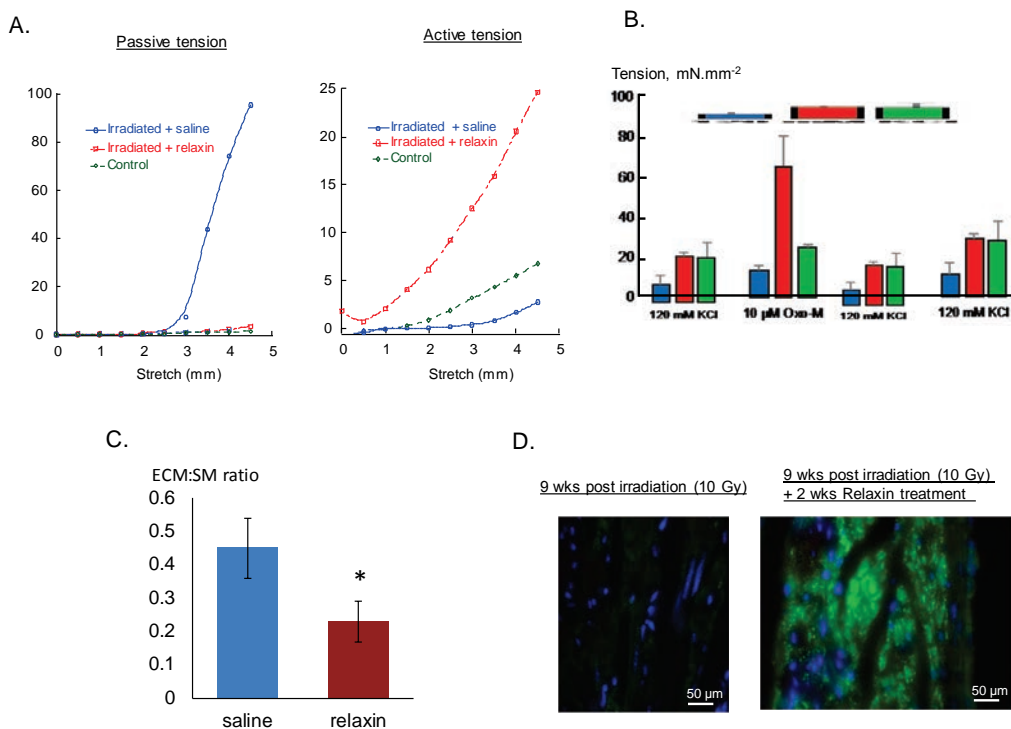 A.
Passive tension
100
80
60
40
20
0
0 1 2 3 4 5
Stretch (mm)
Irradiated + saline
Irradiated + relaxin
Control
Active tension
25
20
15
10
5
0
0 1 2 3 4 5
Stretch (mm)
Irradiated + saline
Irradiated + relaxin
Control
B.
Tension, mN.mm-2
100
80
60
40
20
0
120 mM KCl 10 µM Oxo-M 120 mM KCl 120 mM KCl
C.
ECM:SM ratio
0.6
0.5
0.4
0.3
0.2
0.1
0
*
saline relaxin
D.
9 wks post irradiation (10 Gy)
50 µm
9 wks post irradiation (10 Gy)
+ 2 wks Relaxin treatment
50 µm